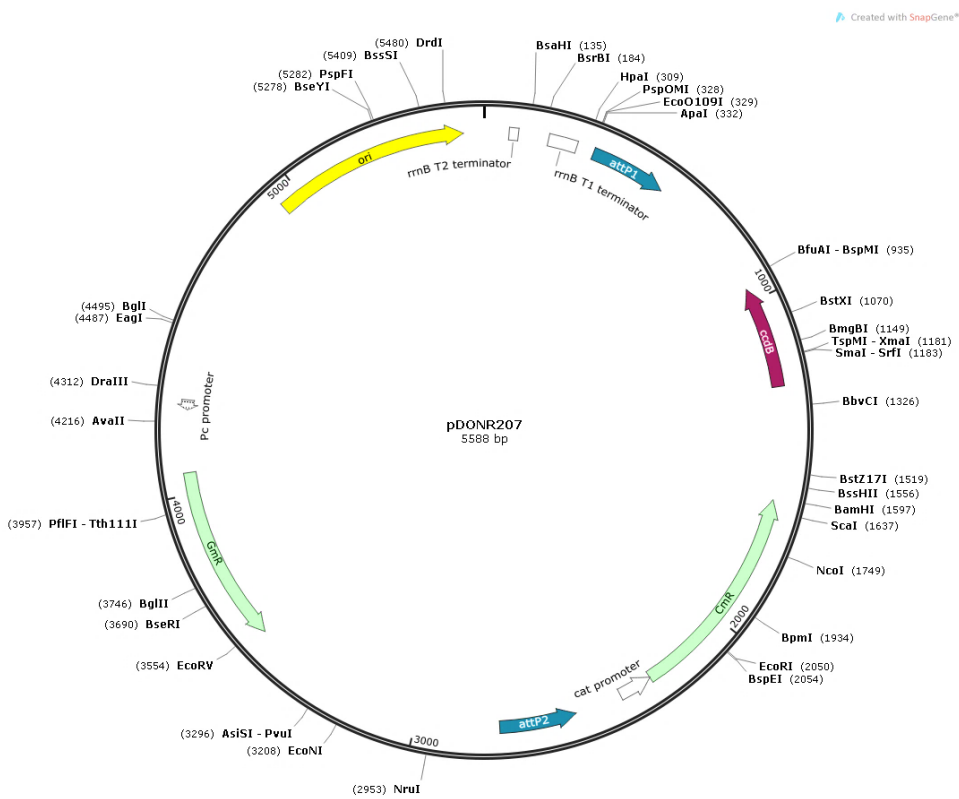 Created with SnapGene®
(5480) DrdI
(5409) BssSI
(5282) PspFI
(5278) BseYI
BsaHI (135)
BsrBI (184)
HpaI (309)
PspOMI (328)
EcoO109I (329)
ApaI (332)
ori
rrnB T2 terminator
rrnB T1 terminator
attP1
5000
BfuAI - BspMI (935)
1000
BstXI (1070)
BmgBI (1149)
TspMI - XmaI (1181)
SmaI - SrfI (1183)
ccdB
BbvCI (1326)
(4495) BglI
(4487) EagI
(4312) DraIII
(4216) AvaII
Pc promoter
pDONR207
5588 bp
BstZ17I (1519)
BssHII (1556)
BamHI (1597)
ScaI (1637)
NcoI (1749)
4000
(3957) PflFI - Tth111I
GmR
CmR
2000
BpmI (1934)
EcoRI (2050)
BspEI (2054)
(3746) BglII
(3690) BseRI
(3554) EcoRV
cat promoter
attP2
(3296) AsiSI - PvuI
(3208) EcoNI
3000
(2953) NruI